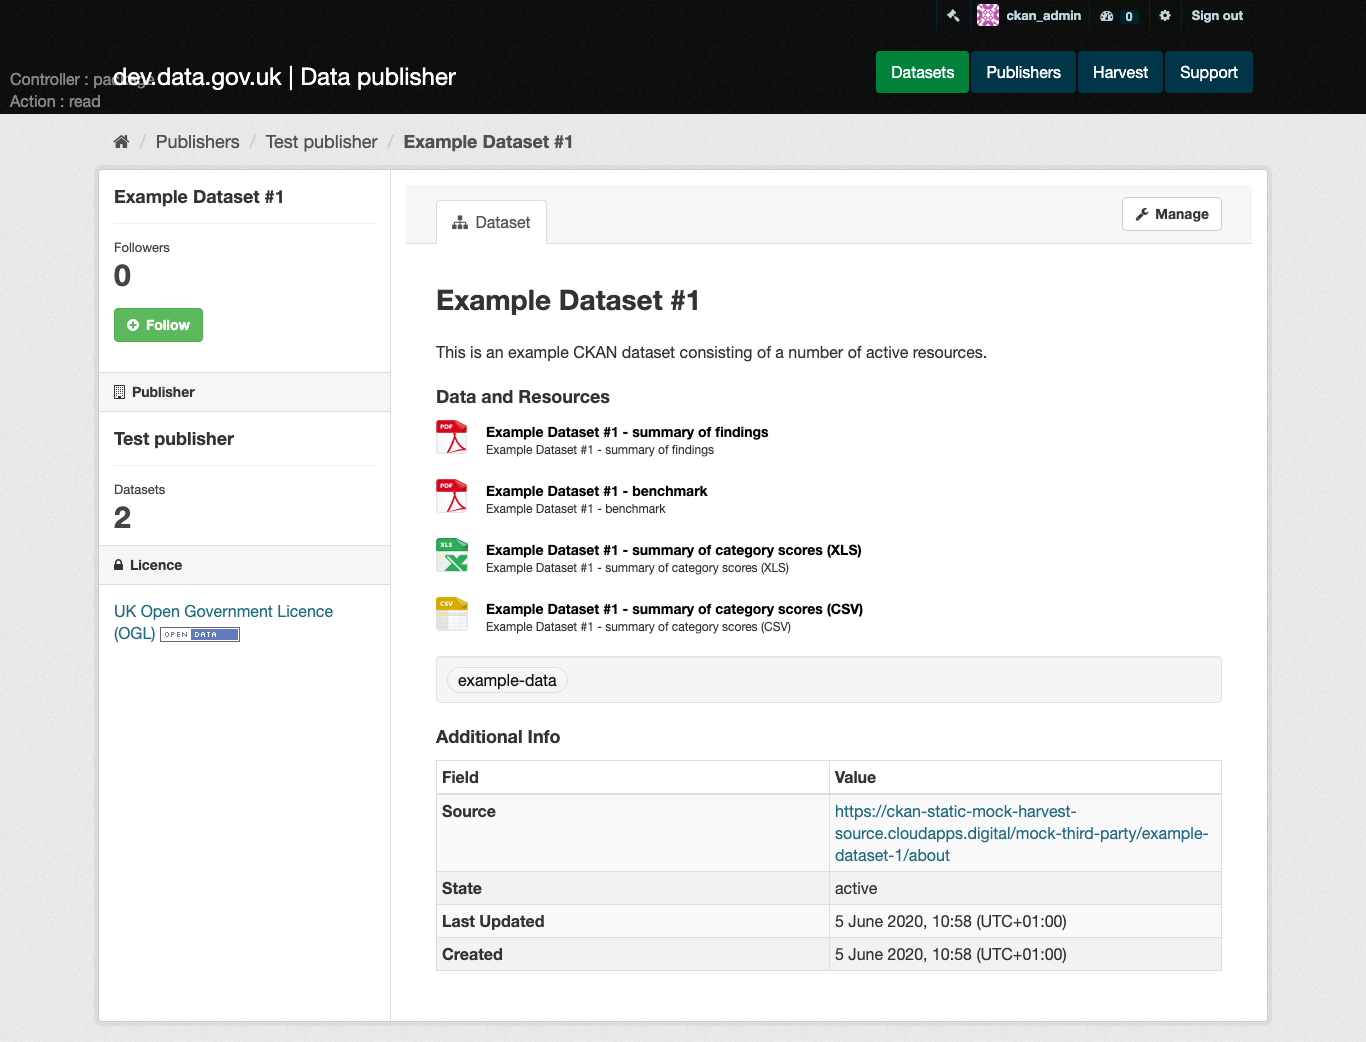 ckan_admin
0
Sign out
Controller : package
Action : read
dev.data.gov.uk | Data publisher
Datasets
Publishers
Harvest
Support
/ Publishers / Test publisher / Example Dataset #1
Example Dataset #1
Followers
0
Follow
Publisher
Test publisher
Datasets
2
Licence
UK Open Government Licence
(OGL) OPEN DATA
Dataset
Manage
Example Dataset #1
This is an example CKAN dataset consisting of a number of active resources.
Data and Resources
PDF
Example Dataset #1 - summary of findings
Example Dataset #1 - summary of findings
PDF
Example Dataset #1 - benchmark
Example Dataset #1 - benchmark
XLS
Example Dataset #1 - summary of category scores (XLS)
Example Dataset #1 - summary of category scores (XLS)
CSV
Example Dataset #1 - summary of category scores (CSV)
Example Dataset #1 - summary of category scores (CSV)
example-data
Additional Info
Field Value
Source https://ckan-static-mock-harvest-
source.cloudapps.digital/mock-third-party/example-
dataset-1/about
State active
Last Updated 5 June 2020, 10:58 (UTC+01:00)
Created 5 June 2020, 10:58 (UTC+01:00)